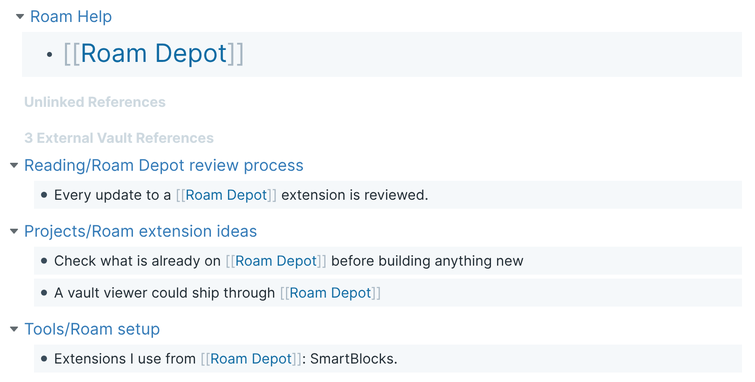 Roam Help
[[Roam Depot]]
Unlinked References
3 External Vault References
Reading/Roam Depot review process
Every update to a [[Roam Depot]] extension is reviewed.
Projects/Roam extension ideas
Check what is already on [[Roam Depot]] before building anything new
A vault viewer could ship through [[Roam Depot]]
Tools/Roam setup
Extensions I use from [[Roam Depot]]: SmartBlocks.